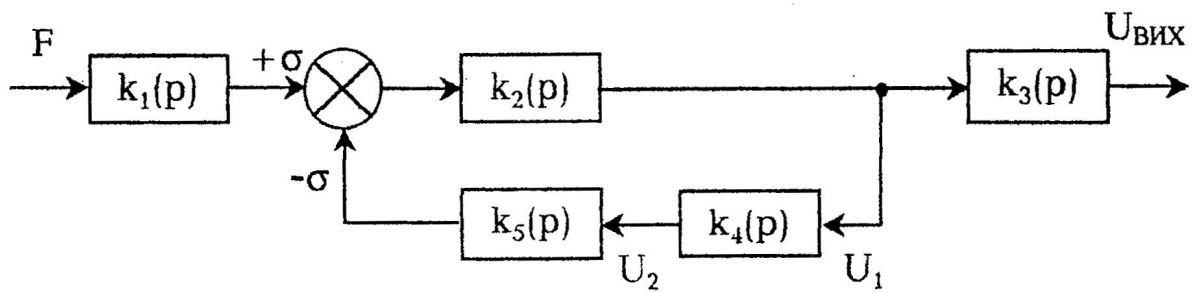 F
k₁(p)
+σ
k₂(p)
k₃(p)
Uвих
-σ
k₅(p)
U₂
k₄(p)
U₁